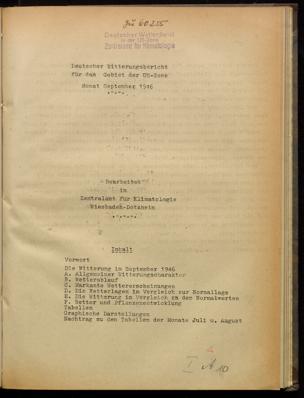 Zu 60225
Deutscher Wetterdienst
in der US-Zone
Zentralamt für Klimatologie
Deutscher Witterungsbericht
für das Gebiet der US-Zone
Monat September 1946
Bearbeitet
im
Zentralamt für Klimatologie
Wiesbaden-Dotzheim
Inhalt
Vorwort
Die Witterung im September 1946
A. Allgemeiner Witterungscharakter
B. Wetterablauf
C. Markante Wettererscheinungen
D. Die Wetterlagen im Vergleich zur Normallage
E. Die Witterung im Vergleich zu den Normalwerten
F. Wetter und Pflanzenentwicklung
Tabellen
Graphische Darstellungen
Nachtrag zu den Tabellen der Monate Juli u. August
I A 10